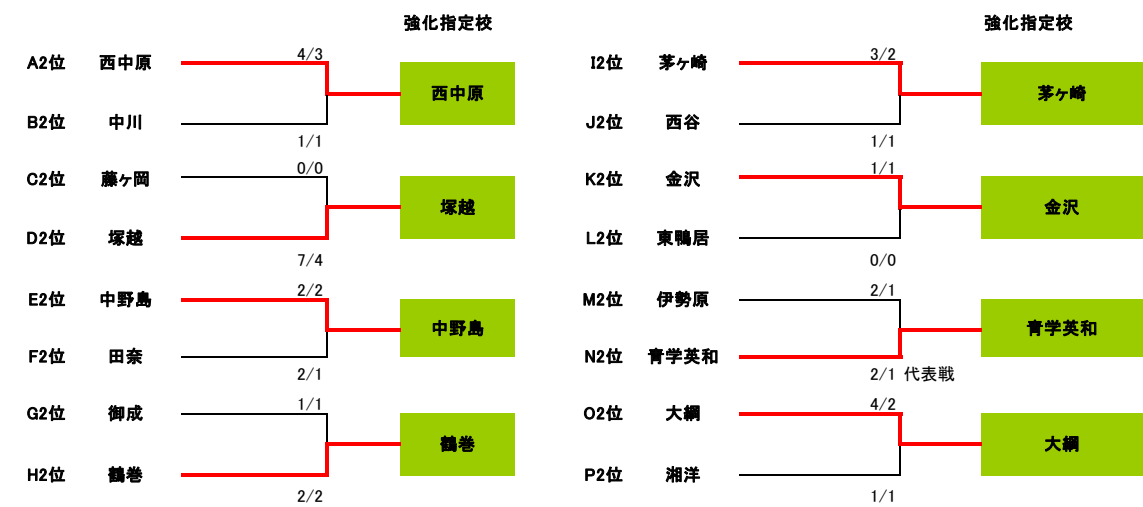 強化指定校
A2位 西中原 4/3
西中原
B2位 中川
1/1
C2位 藤ヶ岡 0/0
塚越
D2位 塚越
7/4
E2位 中野島 2/2
中野島
F2位 田奈
2/1
G2位 御成 1/1
鶴巻
H2位 鶴巻
2/2
強化指定校
I2位 茅ヶ崎 3/2
茅ヶ崎
J2位 西谷
1/1
K2位 金沢 1/1
金沢
L2位 東鴨居
0/0
M2位 伊勢原 2/1
青学英和
N2位 青学英和
2/1 代表戦
O2位 大綱 4/2
大綱
P2位 湘洋
1/1